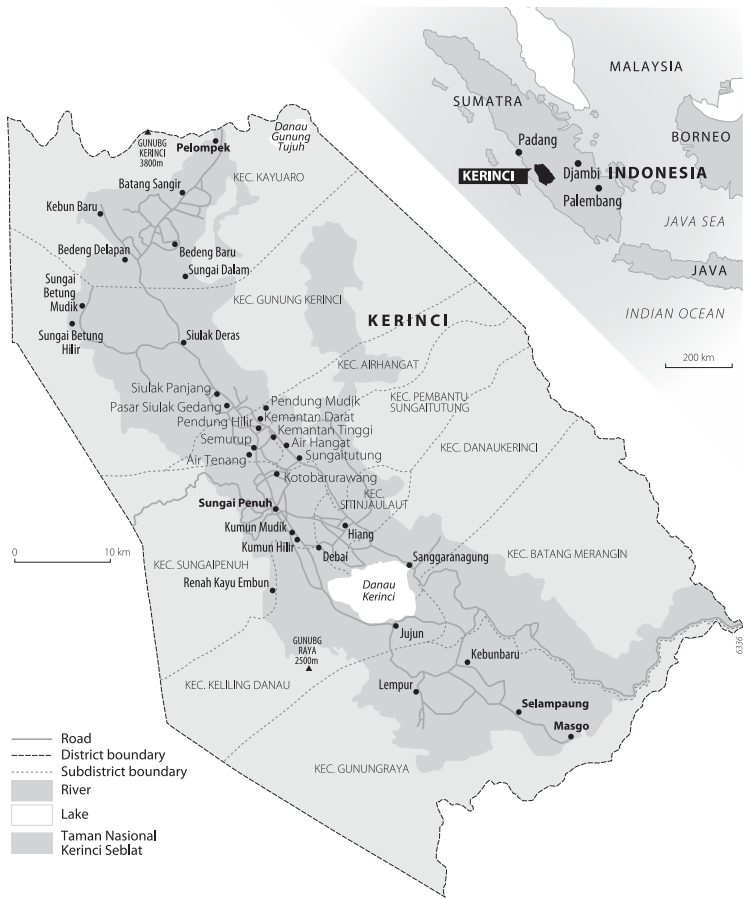 MALAYSIA
SUMATRA
BORNEO
Padang
Djambi
INDONESIA
KERINCI
Palembang
JAVA SEA
JAVA
INDIAN OCEAN
200 km
Danau
Gunung
Tujuh
GUNUBG
KERINCI
3800m
Pelompek
KEC. KAYUARO
Batang Sangir
Kebun Baru
Bedeng Delapan
Bedeng Baru
Sungai Dalam
Sungai
Betung
Mudik
KEC. GUNUNG KERINCI
KERINCI
Sungai Betung
Hilir
Siulak Deras
KEC. AIRHANGAT
Siulak Panjang
Pasar Siulak Gedang
Pendung Mudik
KEC. PEMBANTU
SUNGAITUTUNG
Pendung Hilir
Kemantan Darat
Kemantan Tinggi
Semurup
Air Hangat
Air Tenang
Sungaitutung
KEC. DANAUKERINCI
Kotobarurawang
KEC.
SITINJAULAUT
Sungai Penuh
Kumun Mudik
Hiang
Kumun Hilir
Debai
Sanggaranagung
KEC. BATANG MERANGIN
0
10 km
KEC. SUNGAIPENUH
Renah Kayu Embun
Danau
Kerinci
Jujun
GUNUBG
RAYA
2500m
Kebunbaru
KEC. KELILING DANAU
Lempur
Selampaung
Masgo
6336
KEC. GUNUNGRAYA
Road
District boundary
Subdistrict boundary
River
Lake
Taman Nasional
Kerinci Seblat